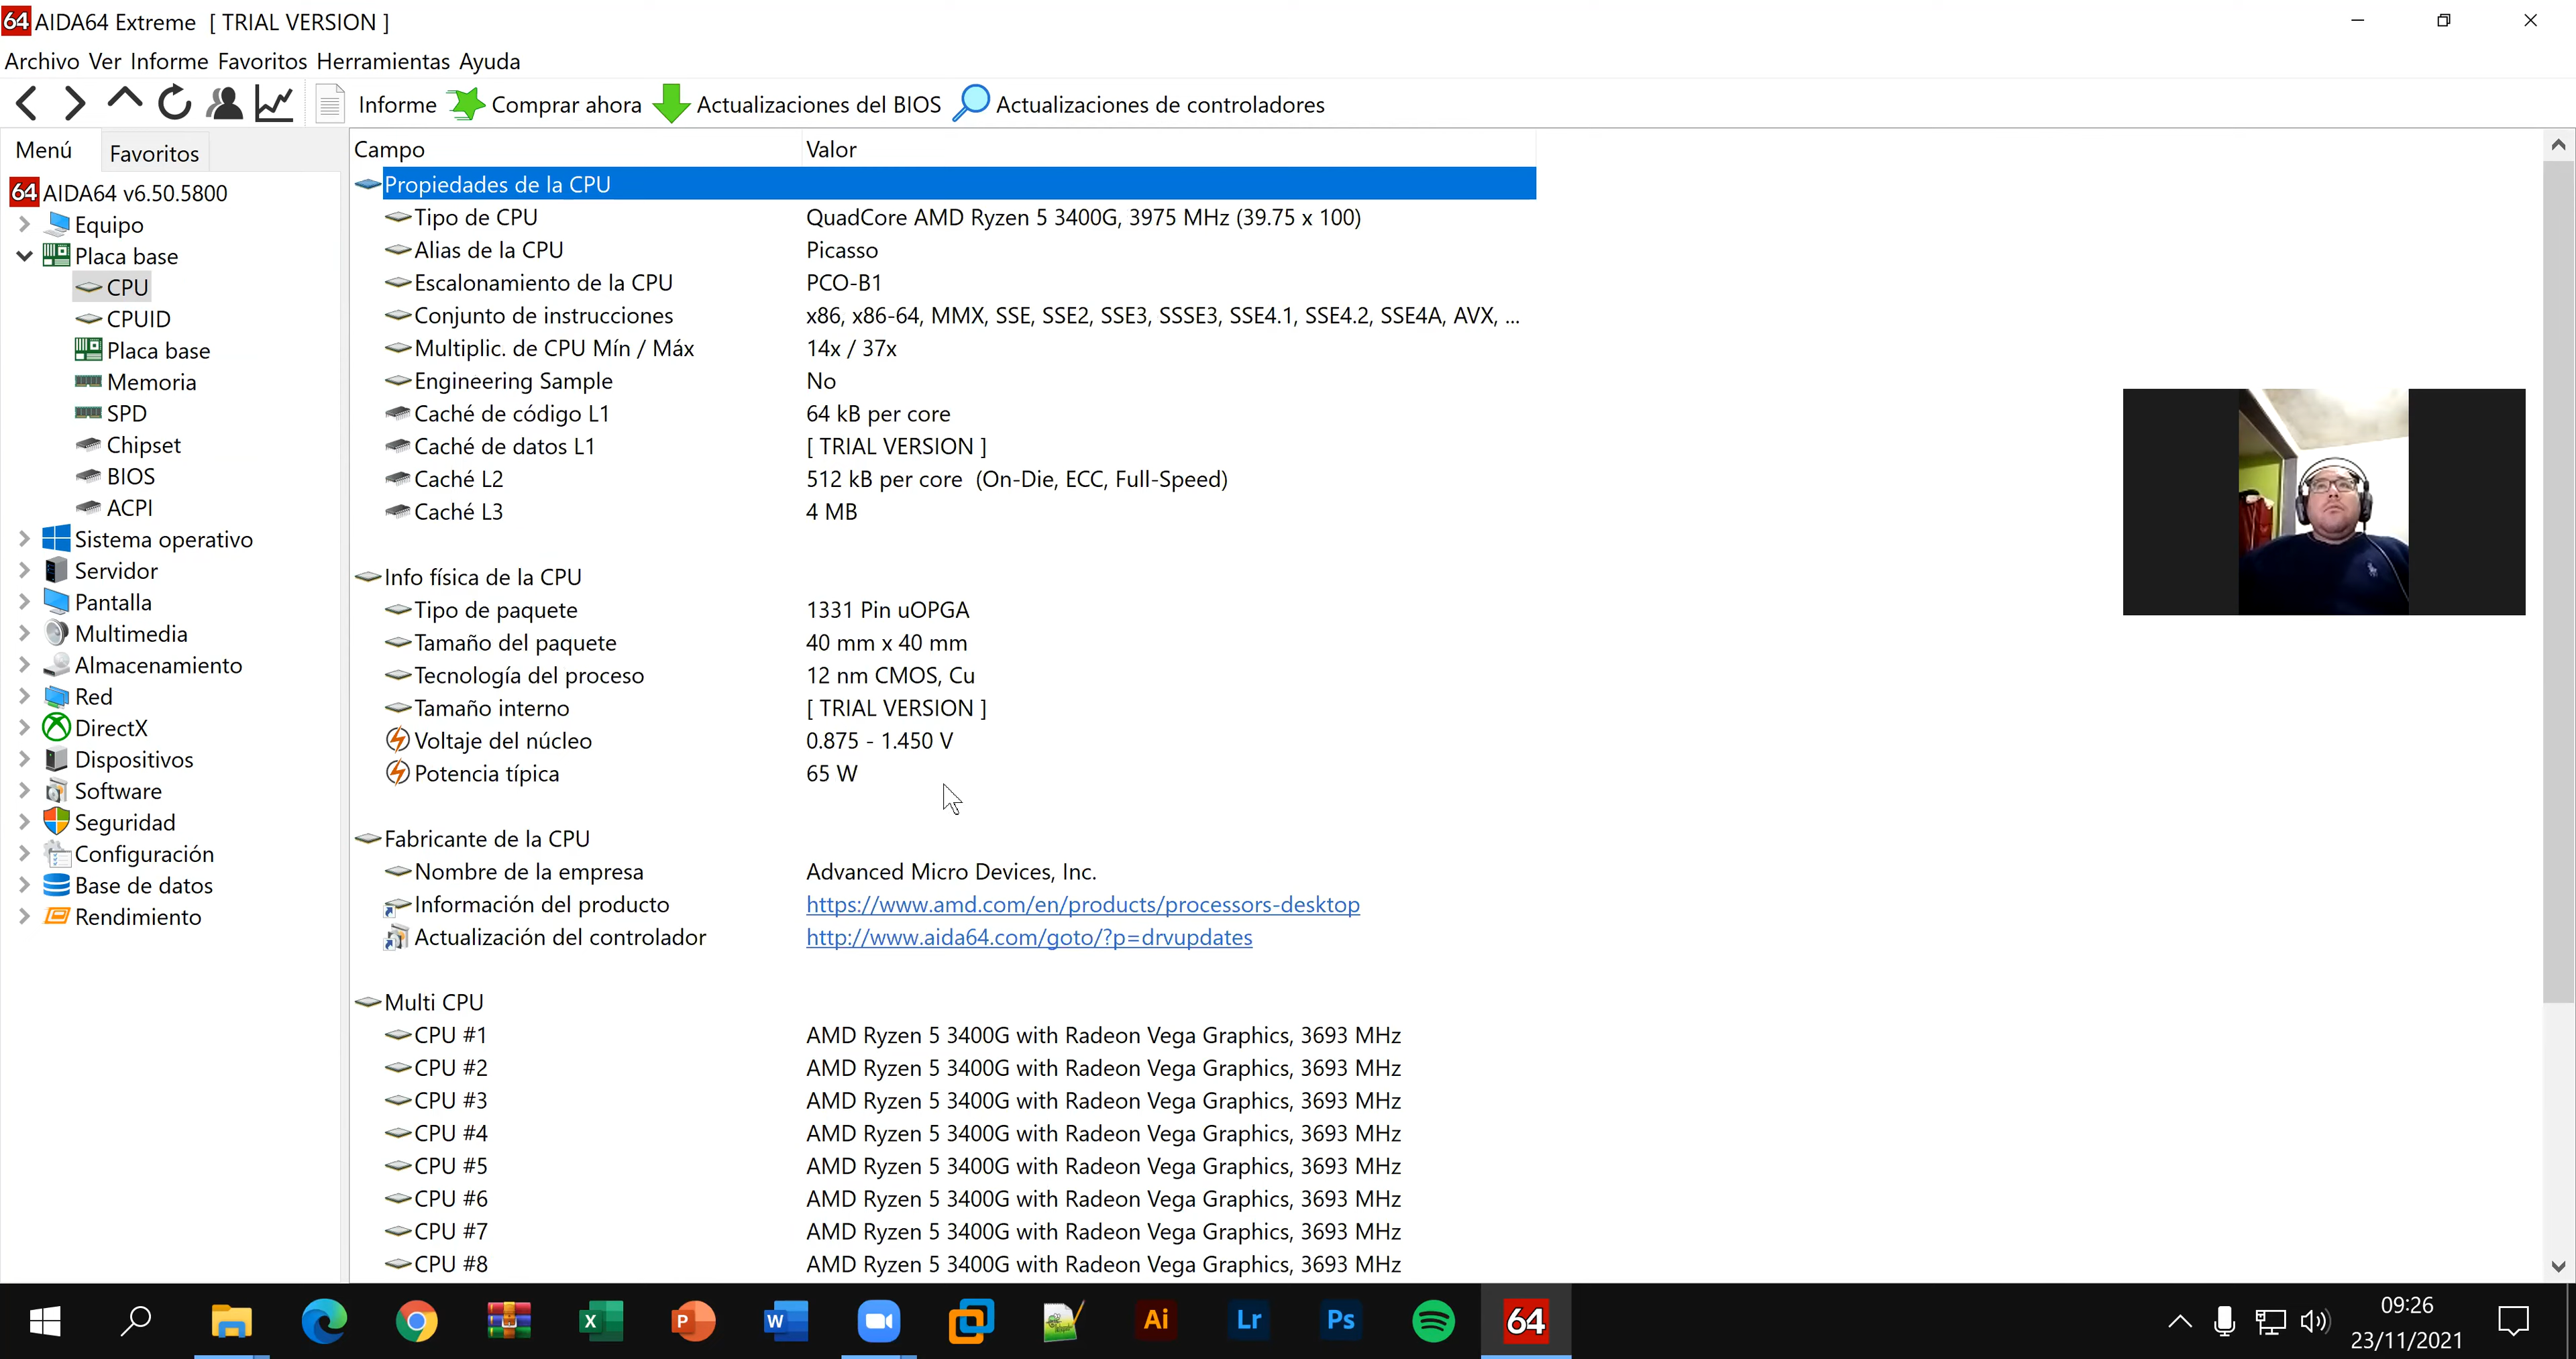 64 AIDA64 Extreme [ TRIAL VERSION ]
Archivo Ver Informe Favoritos Herramientas Ayuda
Informe Comprar ahora Actualizaciones del BIOS Actualizaciones de controladores
Menú Favoritos
64 AIDA64 v6.50.5800
Equipo
Placa base
CPU
CPUID
Placa base
Memoria
SPD
Chipset
BIOS
ACPI
Sistema operativo
Servidor
Pantalla
Multimedia
Almacenamiento
Red
DirectX
Dispositivos
Software
Seguridad
Configuración
Base de datos
Rendimiento
Campo Valor
Propiedades de la CPU
Tipo de CPU QuadCore AMD Ryzen 5 3400G, 3975 MHz (39.75 x 100)
Alias de la CPU Picasso
Escalonamiento de la CPU PCO-B1
Conjunto de instrucciones x86, x86-64, MMX, SSE, SSE2, SSE3, SSSE3, SSE4.1, SSE4.2, SSE4A, AVX, ...
Multiplic. de CPU Mín / Máx 14x / 37x
Engineering Sample No
Caché de código L1 64 kB per core
Caché de datos L1 [ TRIAL VERSION ]
Caché L2 512 kB per core (On-Die, ECC, Full-Speed)
Caché L3 4 MB
Info física de la CPU
Tipo de paquete 1331 Pin uOPGA
Tamaño del paquete 40 mm x 40 mm
Tecnología del proceso 12 nm CMOS, Cu
Tamaño interno [ TRIAL VERSION ]
Voltaje del núcleo 0.875 - 1.450 V
Potencia típica 65 W
Fabricante de la CPU
Nombre de la empresa Advanced Micro Devices, Inc.
Información del producto https://www.amd.com/en/products/processors-desktop
Actualización del controlador http://www.aida64.com/goto/?p=drvupdates
Multi CPU
CPU #1 AMD Ryzen 5 3400G with Radeon Vega Graphics, 3693 MHz
CPU #2 AMD Ryzen 5 3400G with Radeon Vega Graphics, 3693 MHz
CPU #3 AMD Ryzen 5 3400G with Radeon Vega Graphics, 3693 MHz
CPU #4 AMD Ryzen 5 3400G with Radeon Vega Graphics, 3693 MHz
CPU #5 AMD Ryzen 5 3400G with Radeon Vega Graphics, 3693 MHz
CPU #6 AMD Ryzen 5 3400G with Radeon Vega Graphics, 3693 MHz
CPU #7 AMD Ryzen 5 3400G with Radeon Vega Graphics, 3693 MHz
CPU #8 AMD Ryzen 5 3400G with Radeon Vega Graphics, 3693 MHz
X P W Ai Lr Ps 64
09:26
23/11/2021